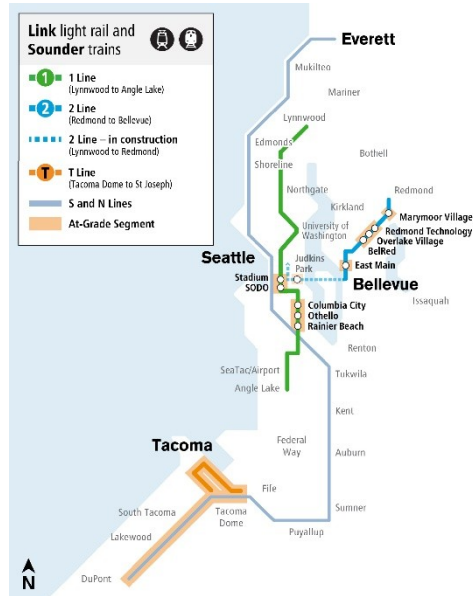 Link light rail and
Sounder trains
1
1 Line
(Lynnwood to Angle Lake)
2
2 Line
(Redmond to Bellevue)
2 Line – in construction
(Lynnwood to Redmond)
T
T Line
(Tacoma Dome to St Joseph)
S and N Lines
At-Grade Segment
Everett
Mukilteo
Mariner
Lynnwood
Edmonds
Bothell
Shoreline
Northgate
Kirkland
Redmond
Marymoor Village
University of
Washington
Redmond Technology
Overlake Village
BelRed
Seattle
Judkins
Park
East Main
Stadium
SODO
Bellevue
Issaquah
Columbia City
Othello
Rainier Beach
Renton
SeaTac/Airport
Tukwila
Angle Lake
Kent
Tacoma
Federal
Way
Auburn
Fife
South Tacoma
Tacoma
Dome
Sumner
Lakewood
Puyallup
DuPont
N